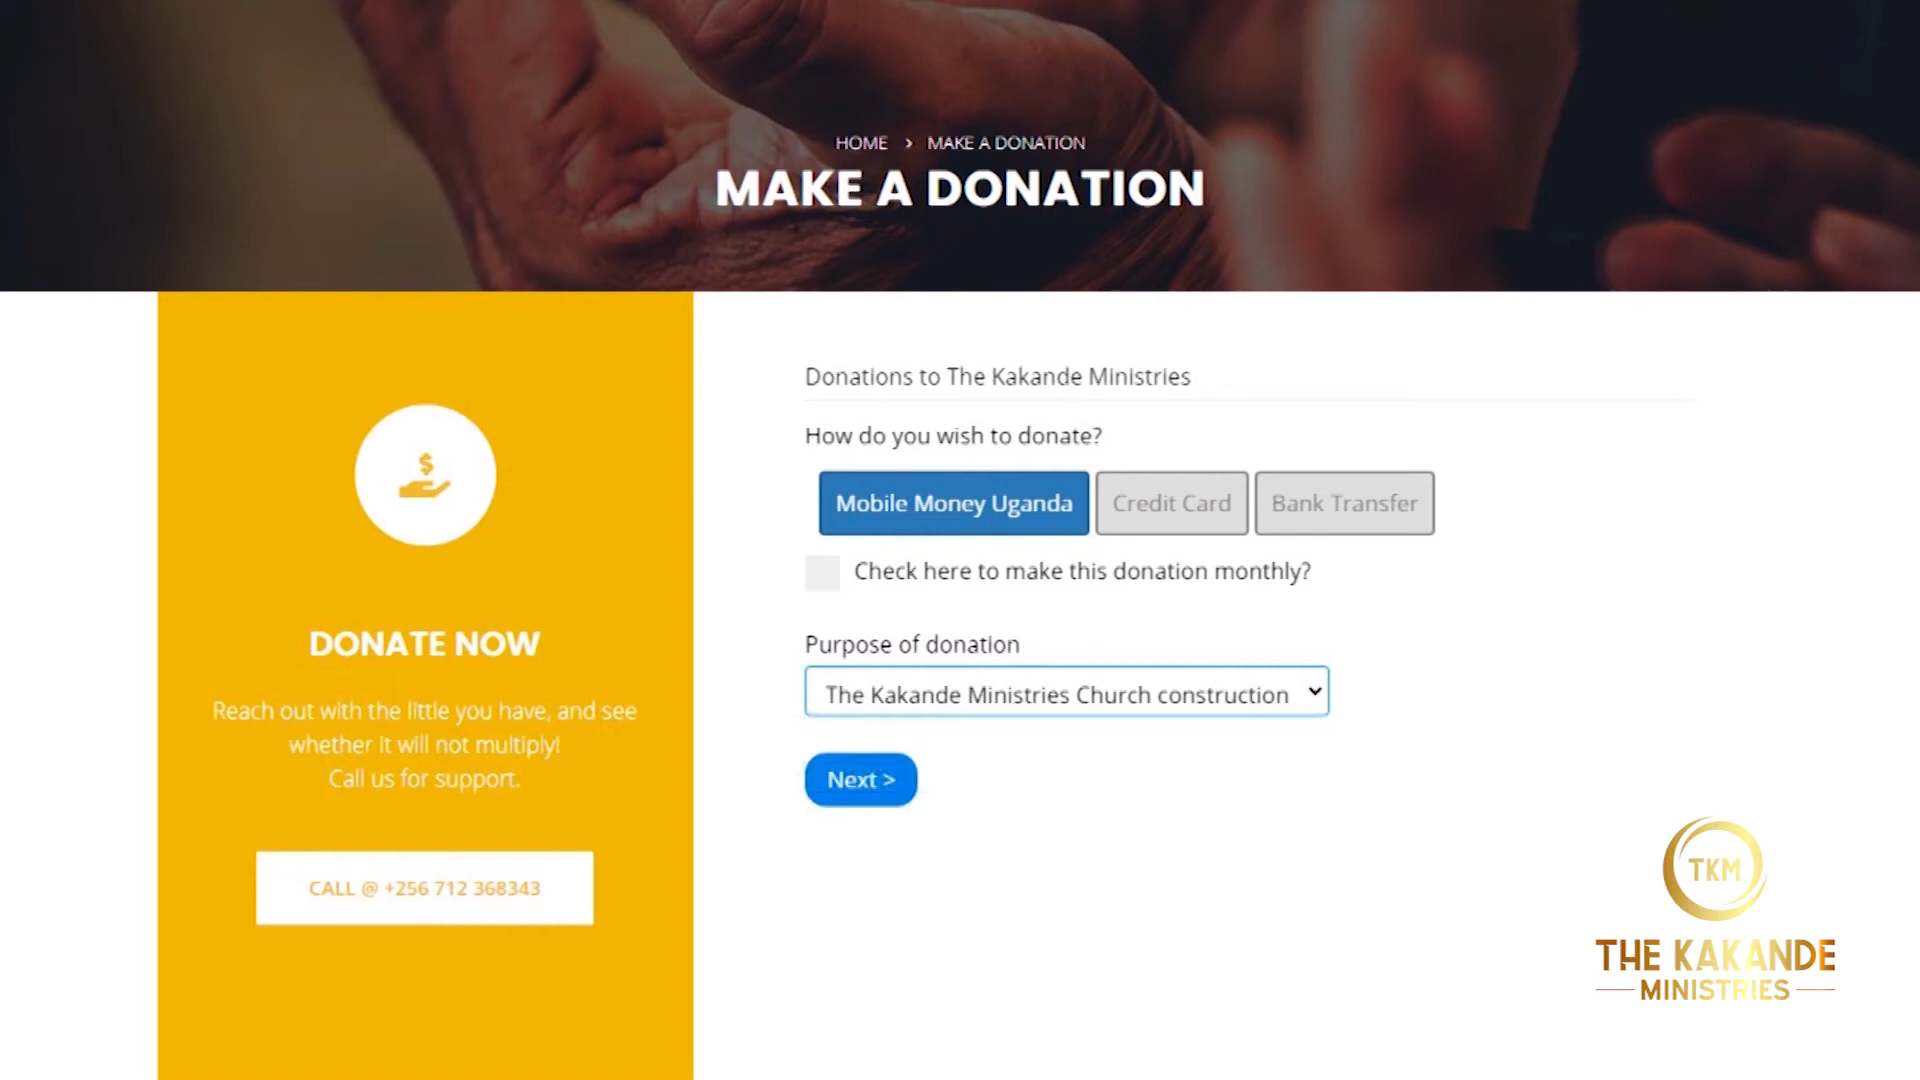 HOME > MAKE A DONATION
MAKE A DONATION
$
DONATE NOW
Reach out with the little you have, and see
whether it will not multiply!
Call us for support.
CALL @ +256 712 368343
Donations to The Kakande Ministries
How do you wish to donate?
Mobile Money Uganda
Credit Card
Bank Transfer
Check here to make this donation monthly?
Purpose of donation
The Kakande Ministries Church construction
Next >
TKM
THE KAKANDE
MINISTRIES